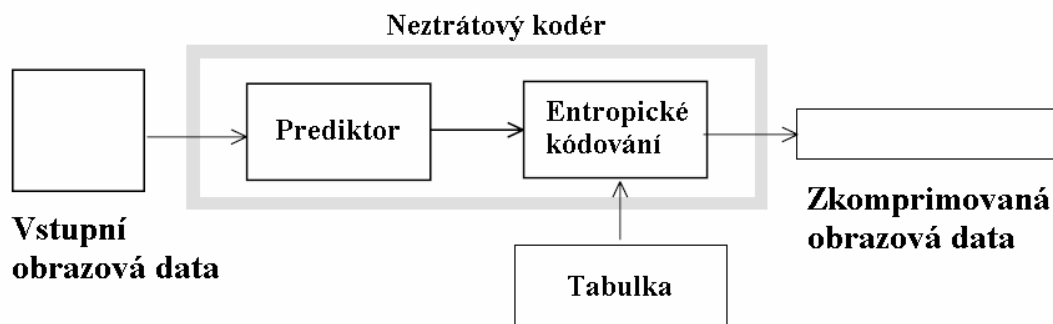 Neztrátový kodér
Prediktor
Entropické
kódování
Vstupní
obrazová data
Zkomprimovaná
obrazová data
Tabulka